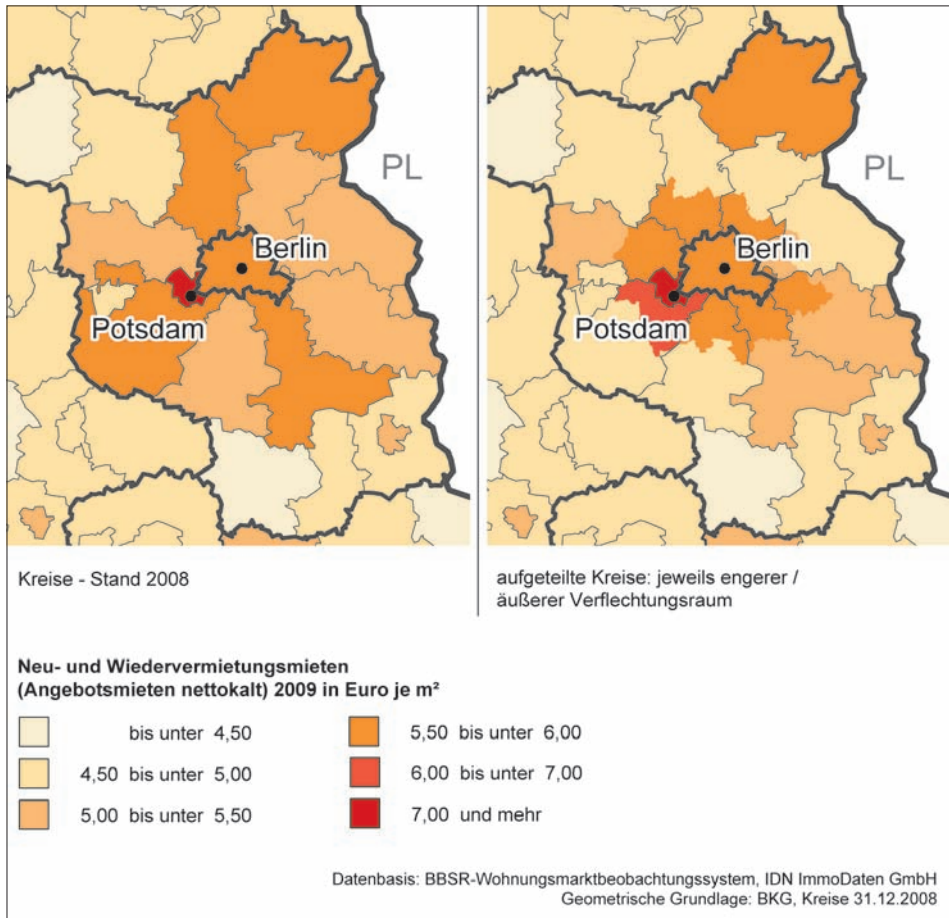 PL
Berlin
Potsdam
PL
Berlin
Potsdam
Kreise - Stand 2008
aufgeteilte Kreise: jeweils engerer /
äußerer Verflechtungsraum
Neu- und Wiedervermietungsmieten
(Angebotsmieten nettokalt) 2009 in Euro je m²
bis unter 4,50
4,50 bis unter 5,00
5,00 bis unter 5,50
5,50 bis unter 6,00
6,00 bis unter 7,00
7,00 und mehr
Datenbasis: BBSR-Wohnungsmarktbeobachtungssystem, IDN ImmoDaten GmbH
Geometrische Grundlage: BKG, Kreise 31.12.2008